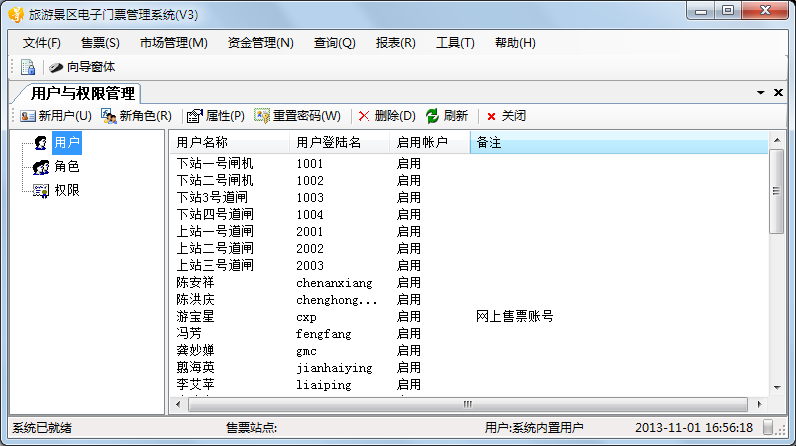 旅游景区电子门票管理系统(V3)
文件(F) 售票(S) 市场管理(M) 资金管理(N) 查询(Q) 报表(R) 工具(T) 帮助(H)
向导窗体
用户与权限管理
新用户(U) 新角色(R) 属性(P) 重置密码(W) 删除(D) 刷新 关闭
用户
角色
权限
用户名称 用户登陆名 启用帐户 备注
下站一号闸机 1001 启用
下站二号闸机 1002 启用
下站3号道闸 1003 启用
下站四号道闸 1004 启用
上站一号道闸 2001 启用
上站二号道闸 2002 启用
上站三号道闸 2003 启用
陈安祥 chenanxiang 启用
陈洪庆 chenghong... 启用
游宝星 cxp 启用 网上售票账号
冯芳 fengfang 启用
龚妙婵 gmc 启用
翦海英 jianhaiying 启用
李艾苹 liaiping 启用
系统已就绪 售票站点: 用户:系统内置用户 2013-11-01 16:56:18